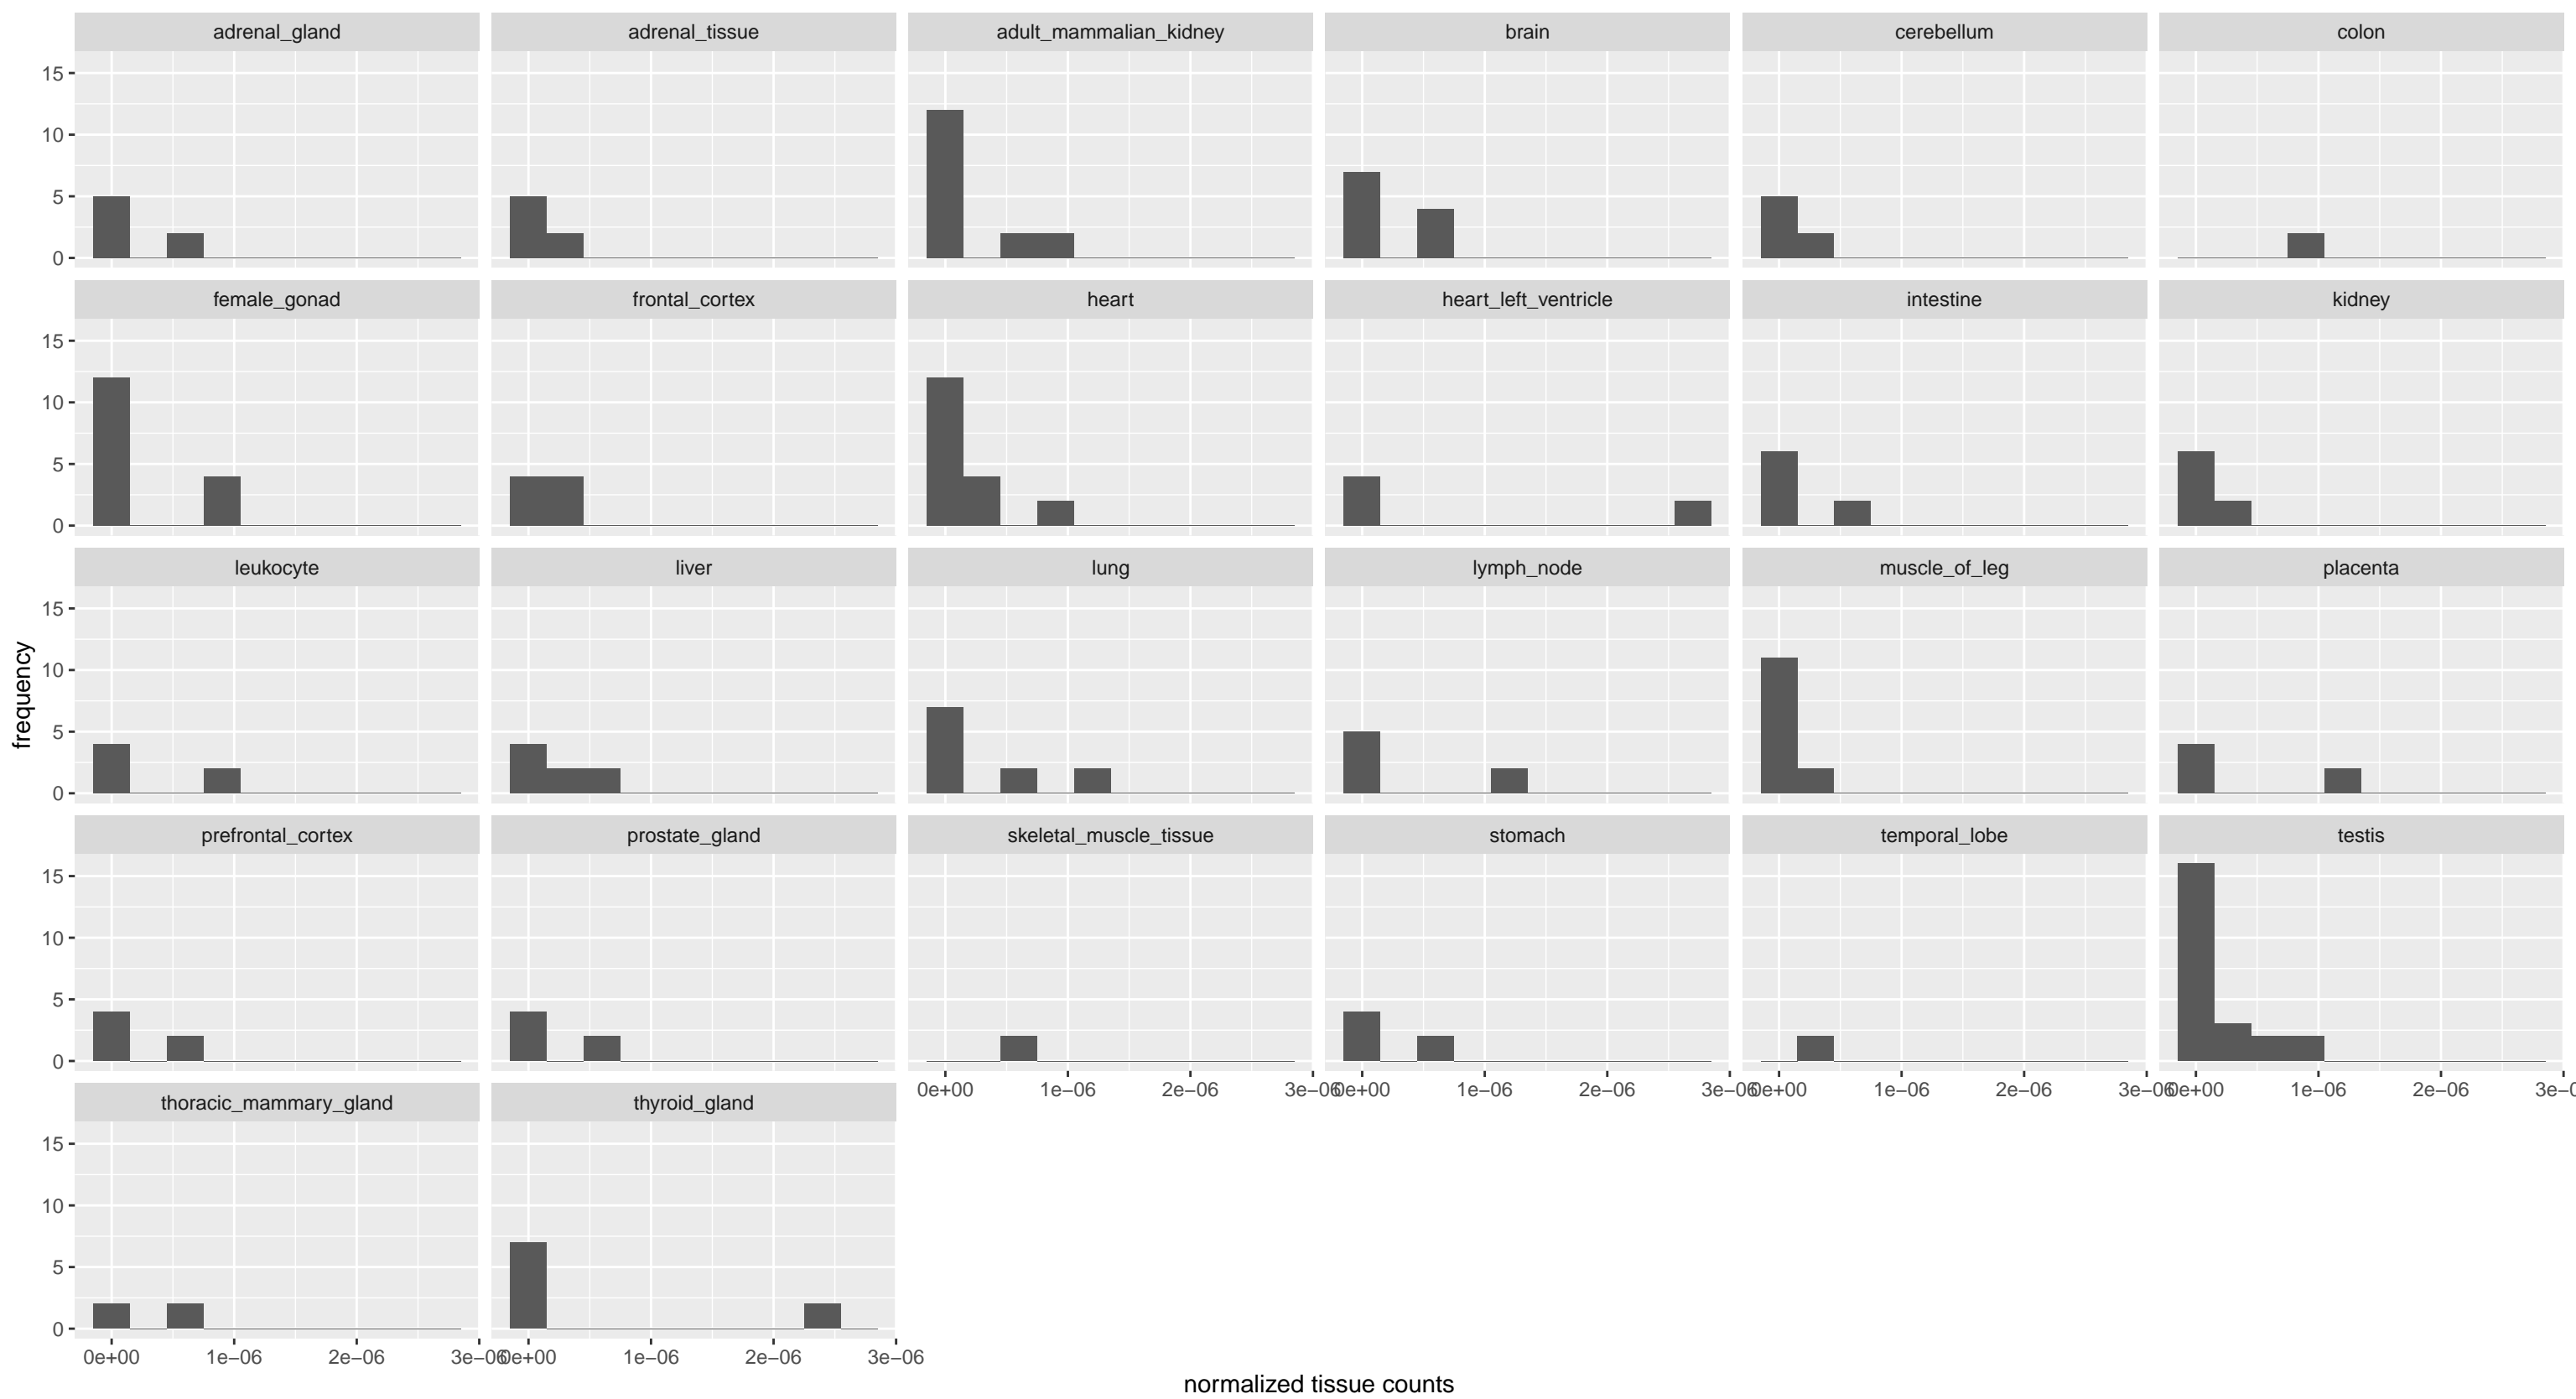 adrenal_gland adrenal_tissue adult_mammalian_kidney brain cerebellum colon
15
10
5
0
female_gonad frontal_cortex heart heart_left_ventricle intestine kidney
15
10
5
0
leukocyte liver lung lymph_node muscle_of_leg placenta
15
10
5
0
frequency
prefrontal_cortex prostate_gland skeletal_muscle_tissue stomach temporal_lobe testis
15
10
5
0
0e+00 1e−06 2e−06 3e−06 0e+00 1e−06 2e−06 3e−06 0e+00 1e−06 2e−06 3e−06 0e+00 1e−06 2e−06 3e−0
thoracic_mammary_gland thyroid_gland
15
10
5
0
0e+00 1e−06 2e−06 3e−06 0e+00 1e−06 2e−06 3e−06
normalized tissue counts